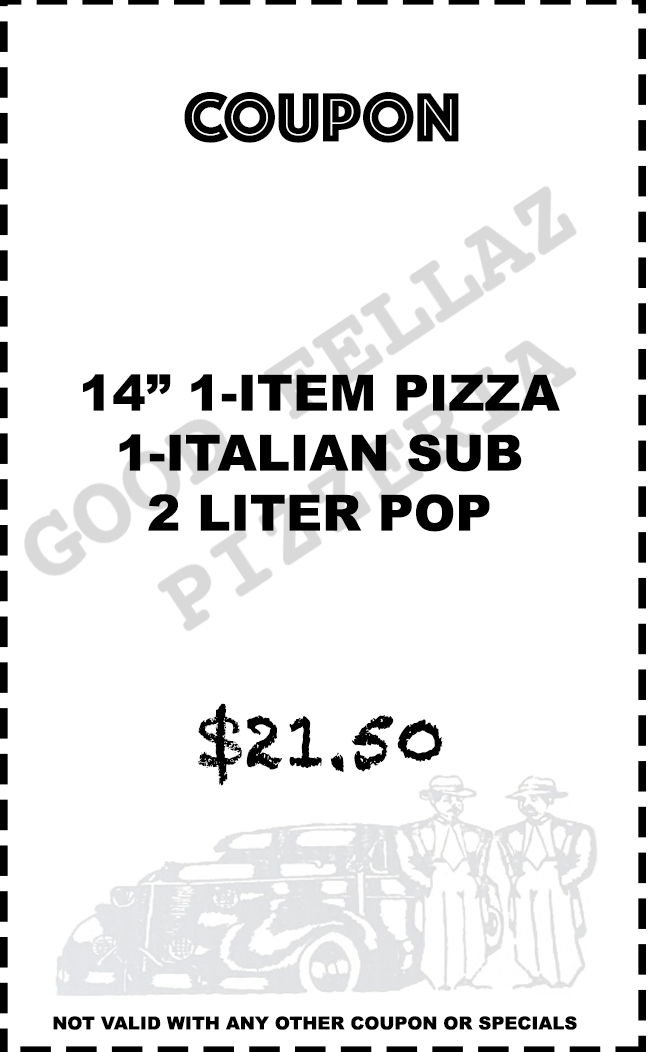 COUPON
GOOD FELLAZ
PIZZERIA
14” 1-ITEM PIZZA
1-ITALIAN SUB
2 LITER POP
$21.50
NOT VALID WITH ANY OTHER COUPON OR SPECIALS